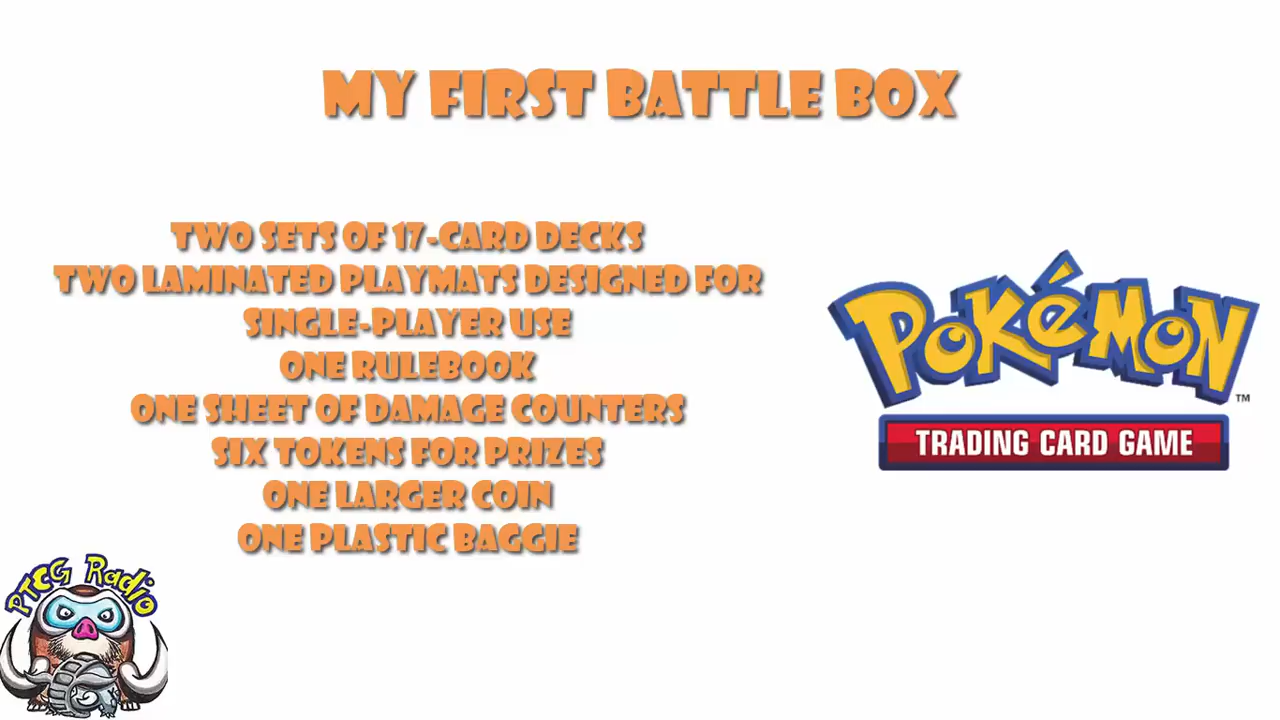 MY FIRST BATTLE BOX
TWO SETS OF 17-CARD DECKS
TWO LAMINATED PLAYMATS DESIGNED FOR
SINGLE-PLAYER USE
ONE RULEBOOK
ONE SHEET OF DAMAGE COUNTERS
SIX TOKENS FOR PRIZES
ONE LARGER COIN
ONE PLASTIC BAGGIE
POKéMON™
TRADING CARD GAME
PTCG Radio